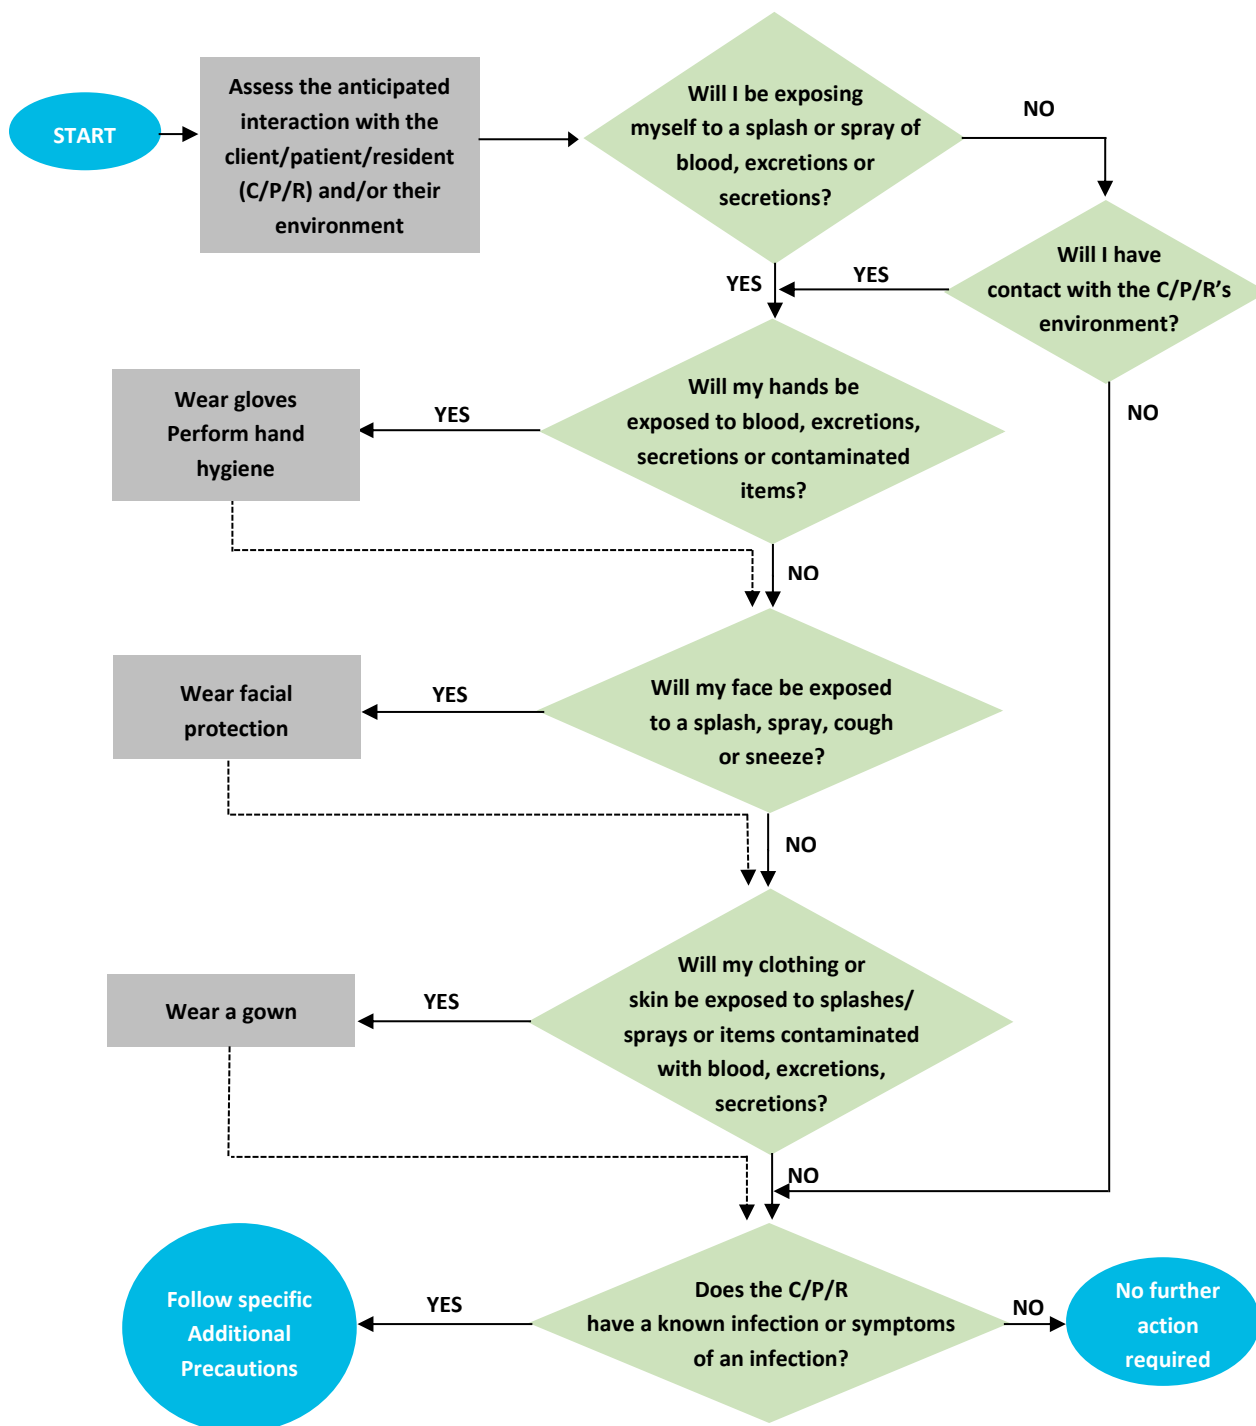 START
Assess the anticipated
interaction with the
client/patient/resident
(C/P/R) and/or their
environment
Will I be exposing
myself to a splash or spray of
blood, excretions or
secretions?
NO
Will I have
contact with the C/P/R’s
environment?
YES
YES
NO
Will my hands be
exposed to blood, excretions,
secretions or contaminated
items?
YES
Wear gloves
Perform hand
hygiene
NO
Will my face be exposed
to a splash, spray, cough
or sneeze?
YES
Wear facial
protection
NO
Will my clothing or
skin be exposed to splashes/
sprays or items contaminated
with blood, excretions,
secretions?
YES
Wear a gown
NO
Does the C/P/R
have a known infection or symptoms
of an infection?
YES
Follow specific
Additional
Precautions
NO
No further
action
required